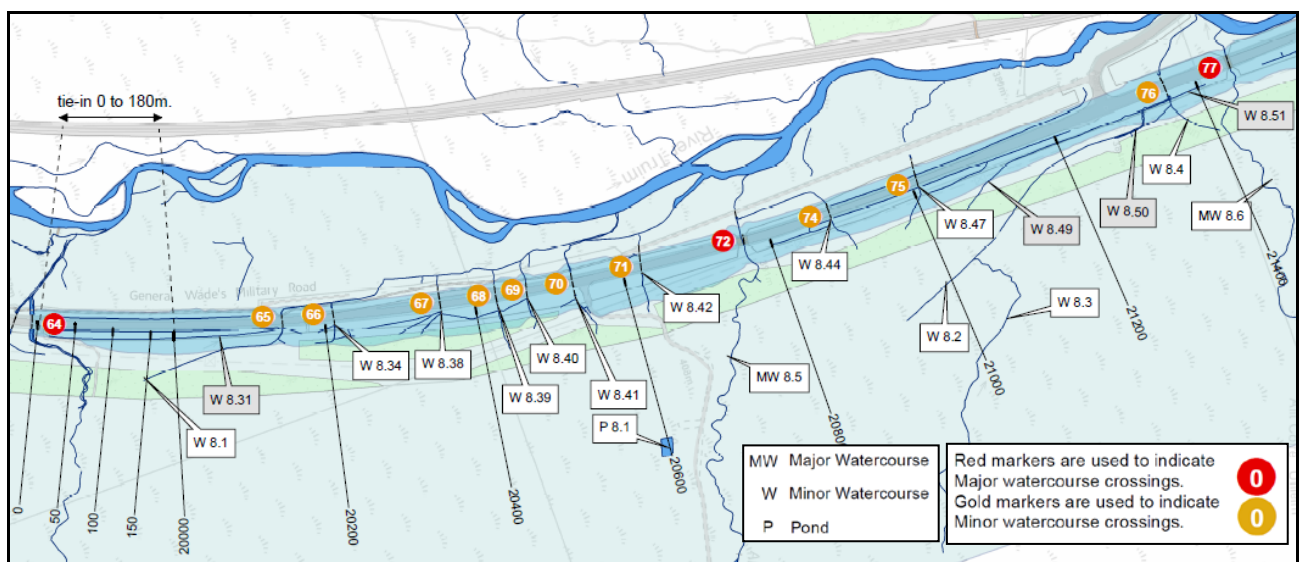 tie-in 0 to 180m.
River Truim
General Wade's Military Road
64
65
66
67
68
69
70
71
72
74
75
76
77
W 8.1
W 8.31
W 8.34
W 8.38
W 8.39
W 8.40
W 8.41
P 8.1
W 8.42
MW 8.5
W 8.44
W 8.47
W 8.2
W 8.49
W 8.3
W 8.50
W 8.4
W 8.51
MW 8.6
0
50
100
150
20000
20200
20400
20600
20800
21000
21200
21400
MW Major Watercourse
W Minor Watercourse
P Pond
Red markers are used to indicate
Major watercourse crossings.
0
Gold markers are used to indicate
Minor watercourse crossings.
0